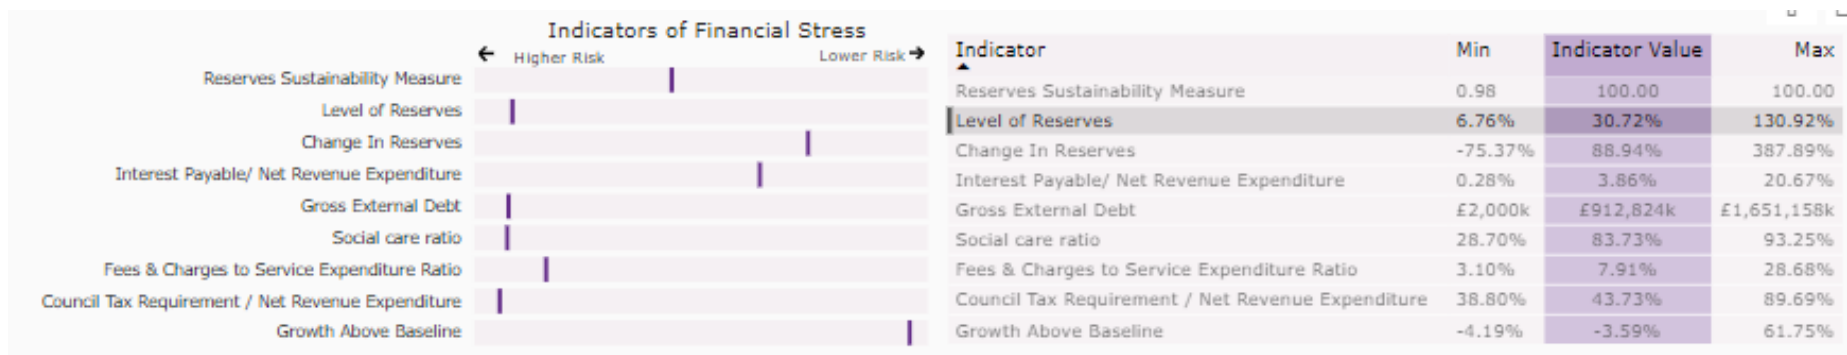 Indicators of Financial Stress
← Higher Risk Lower Risk →
Reserves Sustainability Measure
Level of Reserves
Change In Reserves
Interest Payable/ Net Revenue Expenditure
Gross External Debt
Social care ratio
Fees & Charges to Service Expenditure Ratio
Council Tax Requirement / Net Revenue Expenditure
Growth Above Baseline
Indicator Min Indicator Value Max
Reserves Sustainability Measure 0.98 100.00 100.00
Level of Reserves 6.76% 30.72% 130.92%
Change In Reserves -75.37% 88.94% 387.89%
Interest Payable/ Net Revenue Expenditure 0.28% 3.86% 20.67%
Gross External Debt £2,000k £912,824k £1,651,158k
Social care ratio 28.70% 83.73% 93.25%
Fees & Charges to Service Expenditure Ratio 3.10% 7.91% 28.68%
Council Tax Requirement / Net Revenue Expenditure 38.80% 43.73% 89.69%
Growth Above Baseline -4.19% -3.59% 61.75%